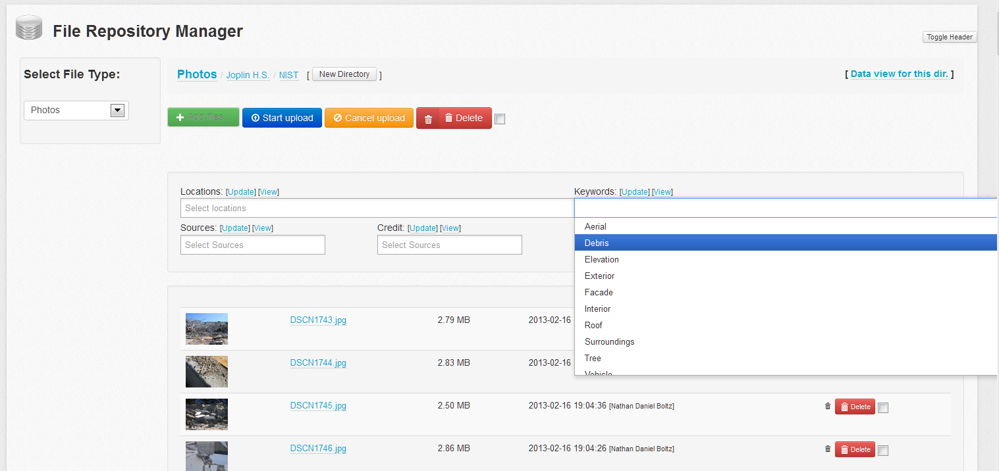 File Repository Manager
Toggle Header
Select File Type:
Photos
Photos / Joplin H.S. / NIST [ New Directory ]
[ Data view for this dir. ]
Add files...
Start upload
Cancel upload
Delete
Locations: [Update] [View]
Select locations
Keywords: [Update] [View]
Sources: [Update] [View]
Select Sources
Credit: [Update] [View]
Select Sources
Aerial
Debris
Elevation
Exterior
Facade
Interior
Roof
Surroundings
Tree
Vehicle
DSCN1743.jpg 2.79 MB 2013-02-16
DSCN1744.jpg 2.83 MB 2013-02-16
DSCN1745.jpg 2.50 MB 2013-02-16 19:04:36 [Nathan Daniel Boltz] Delete
DSCN1746.jpg 2.86 MB 2013-02-16 19:04:26 [Nathan Daniel Boltz] Delete